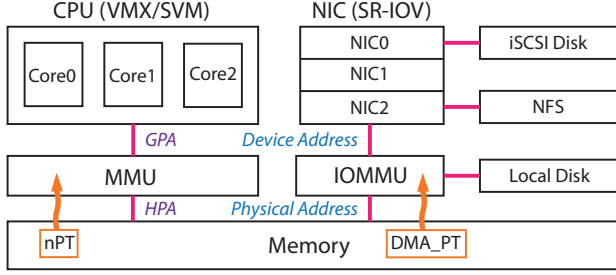 CPU (VMX/SVM)
NIC (SR-IOV)
Core0
Core1
Core2
NIC0
NIC1
NIC2
iSCSI Disk
NFS
GPA
Device Address
MMU
IOMMU
Local Disk
HPA
Physical Address
nPT
Memory
DMA_PT